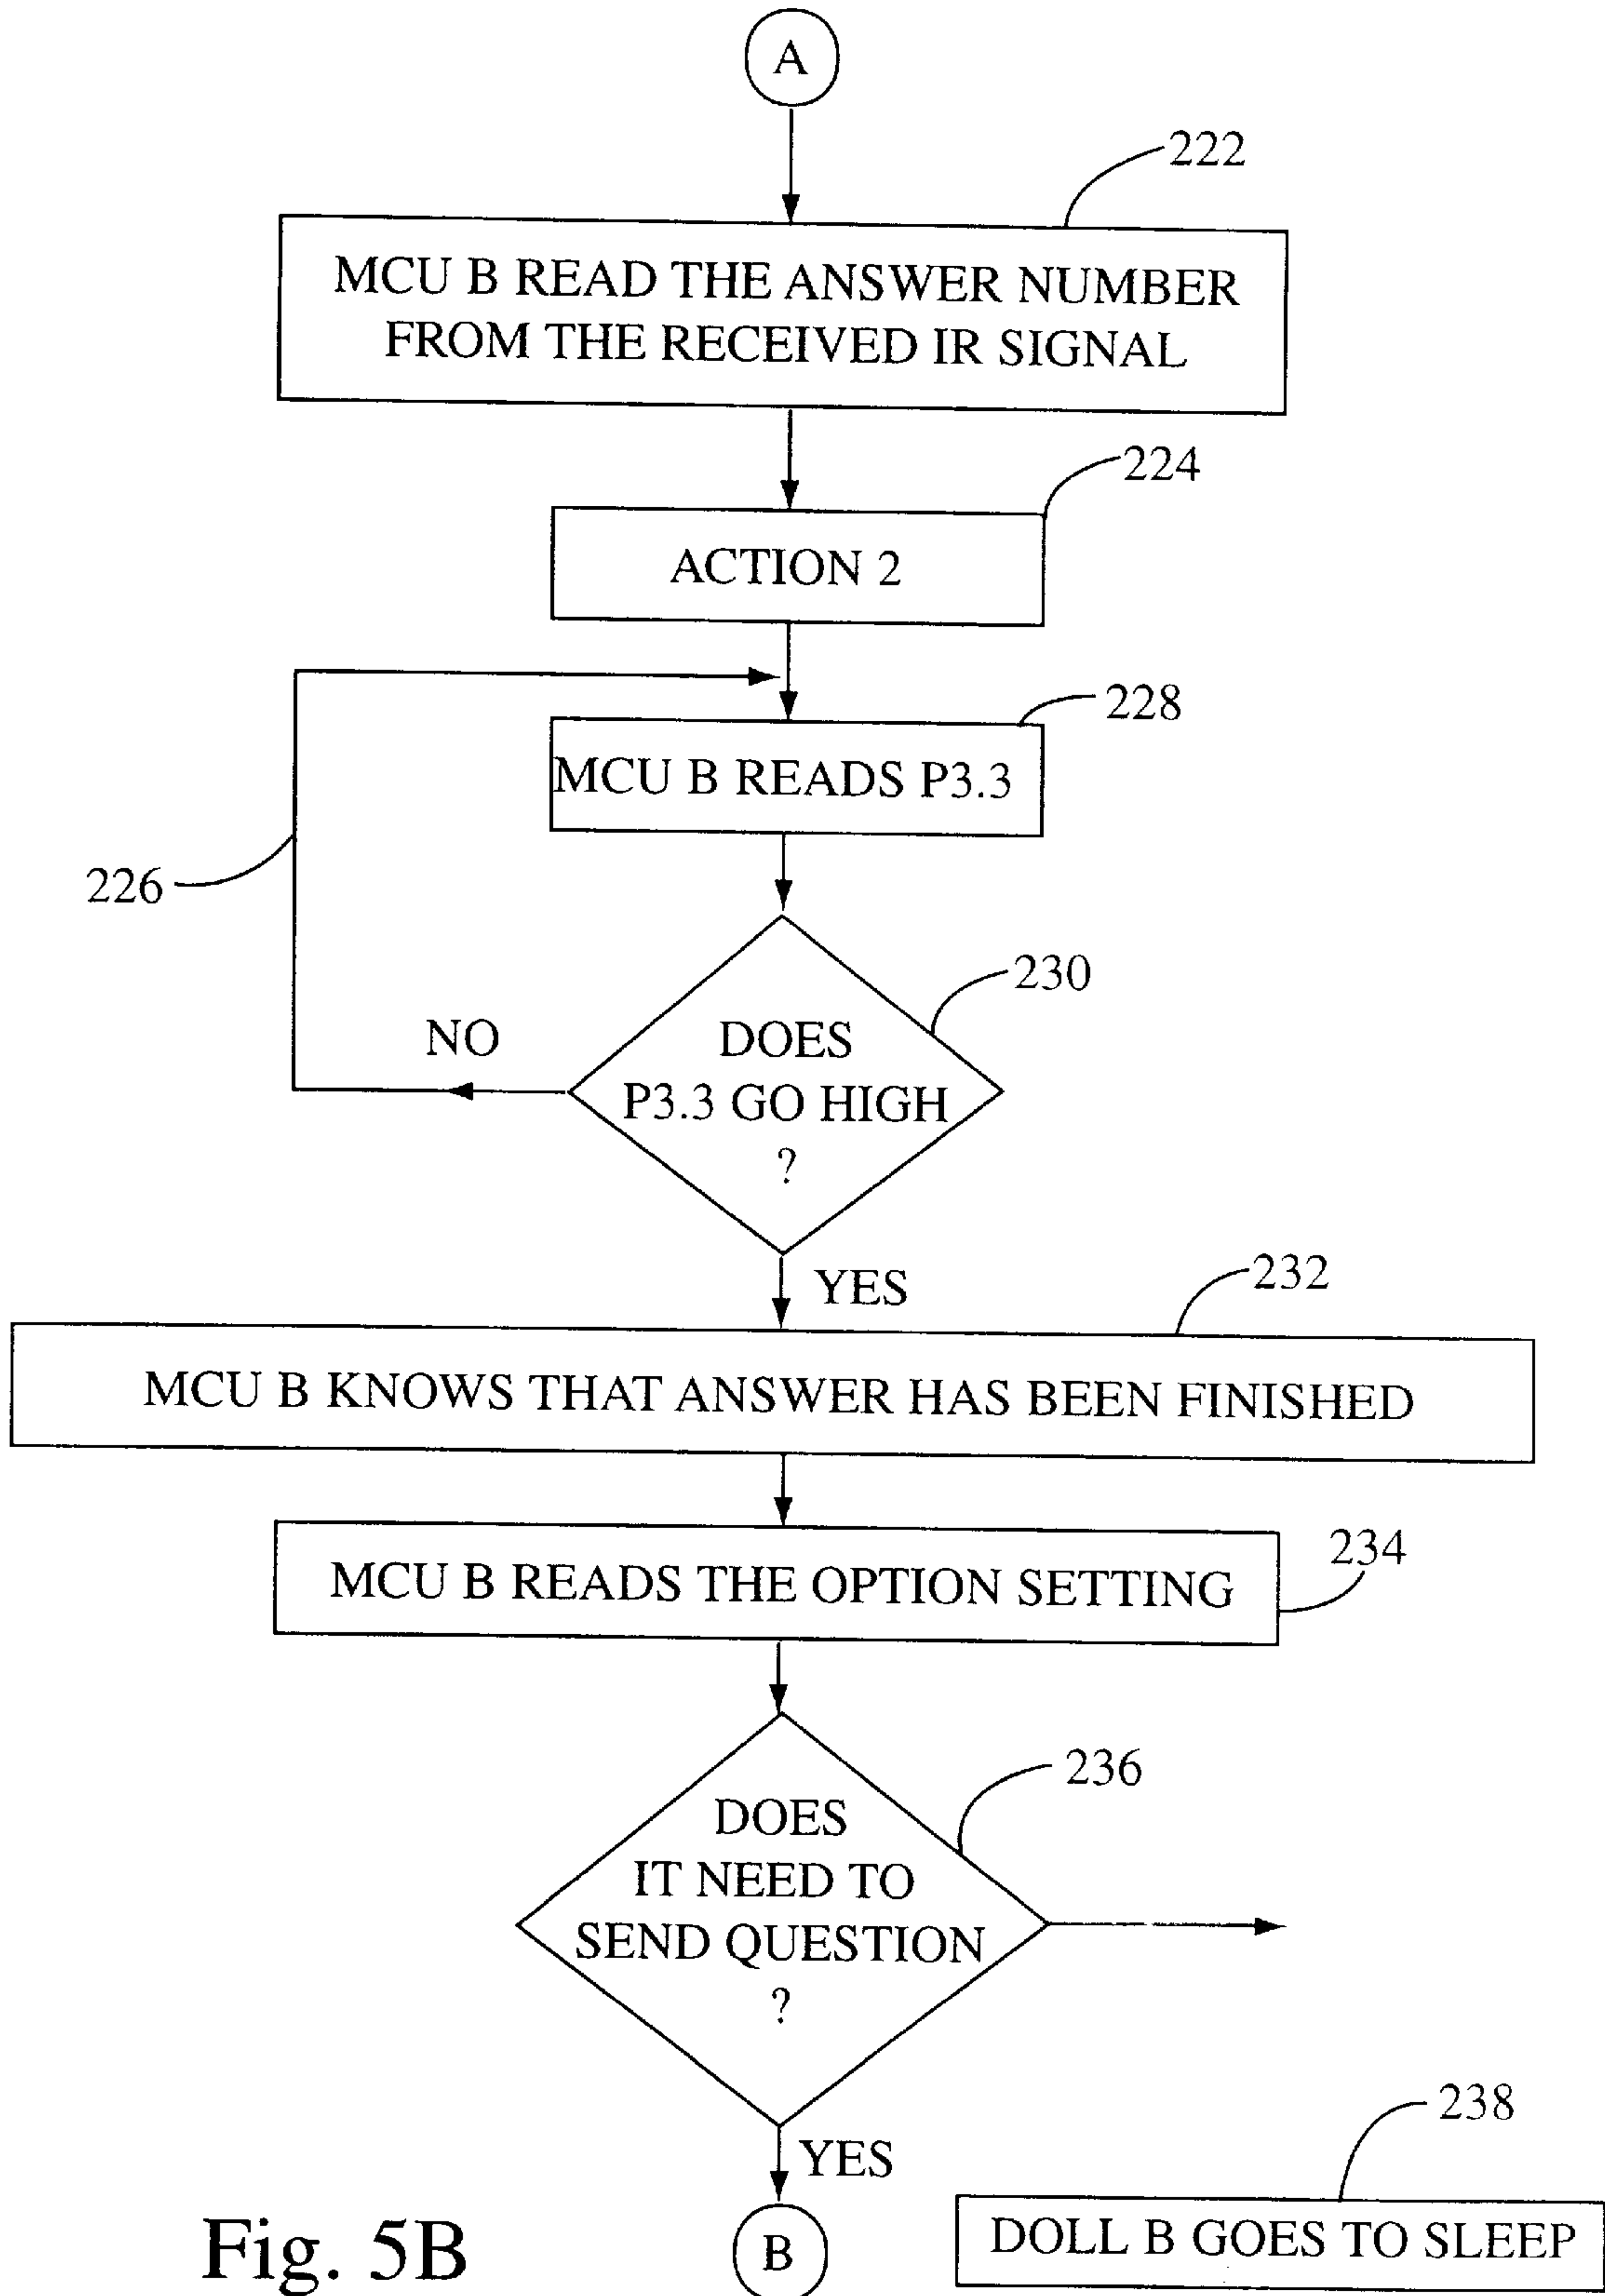 A
222
MCU B READ THE ANSWER NUMBER
FROM THE RECEIVED IR SIGNAL
224
ACTION 2
228
MCU B READS P3.3
226
230
NO
DOES
P3.3 GO HIGH
?
YES
232
MCU B KNOWS THAT ANSWER HAS BEEN FINISHED
234
MCU B READS THE OPTION SETTING
236
DOES
IT NEED TO
SEND QUESTION
?
238
YES
Fig. 5B
B
DOLL B GOES TO SLEEP